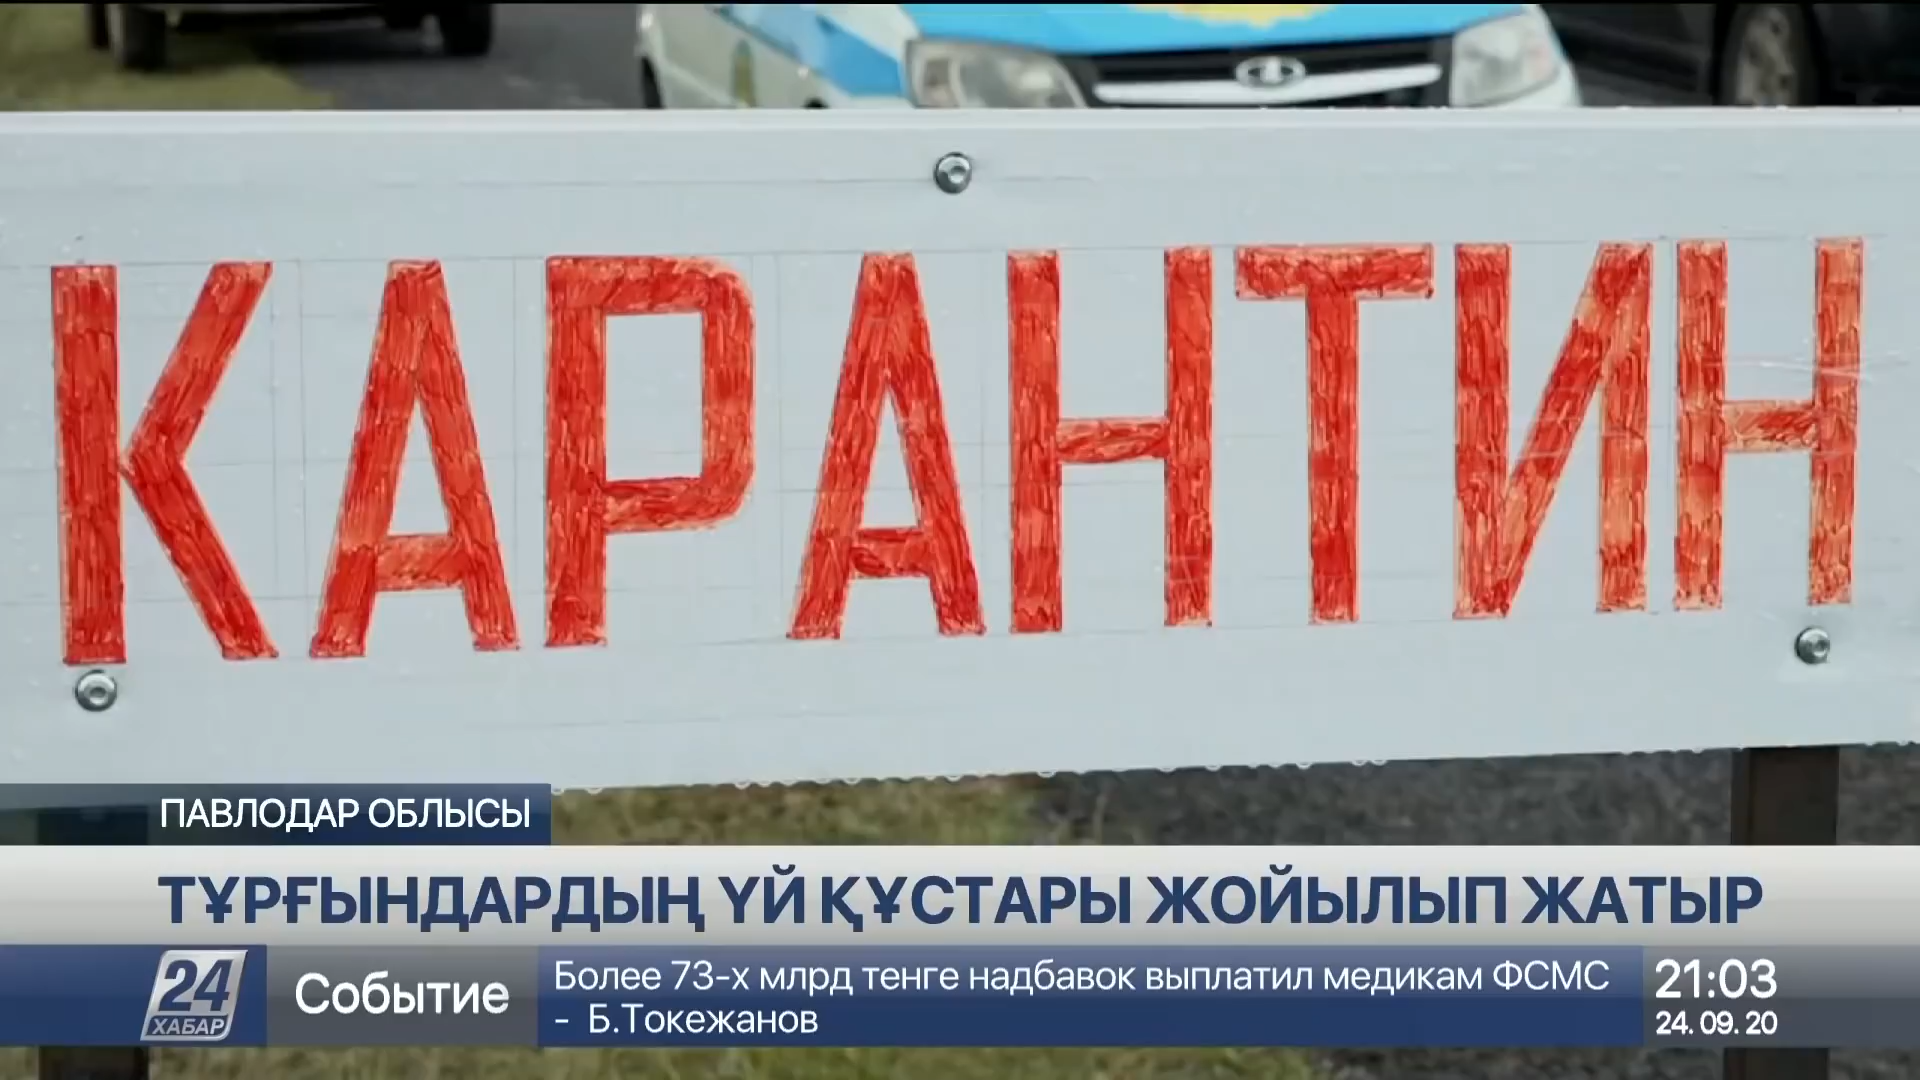 КАРАНТИН
ПАВЛОДАР ОБЛЫСЫ
ТҰРҒЫНДАРДЫҢ ҮЙ ҚҰСТАРЫ ЖОЙЫЛЫП ЖАТЫР
24
ХАБАР
Событие
Более 73-х млрд тенге надбавок выплатил медикам ФСМС
- Б.Токежанов
21:03
24. 09. 20